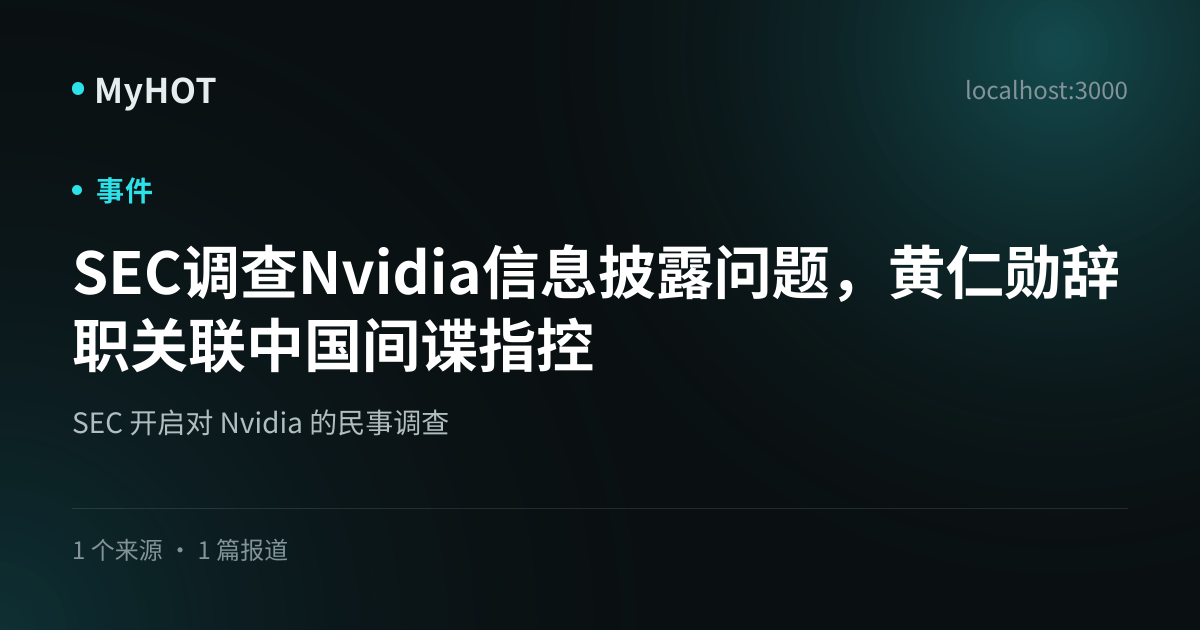 MyHOT
localhost:3000
事件
SEC调查Nvidia信息披露问题，黄仁勋辞
职关联中国间谍指控
SEC 开启对 Nvidia 的民事调查
1 个来源 · 1 篇报道